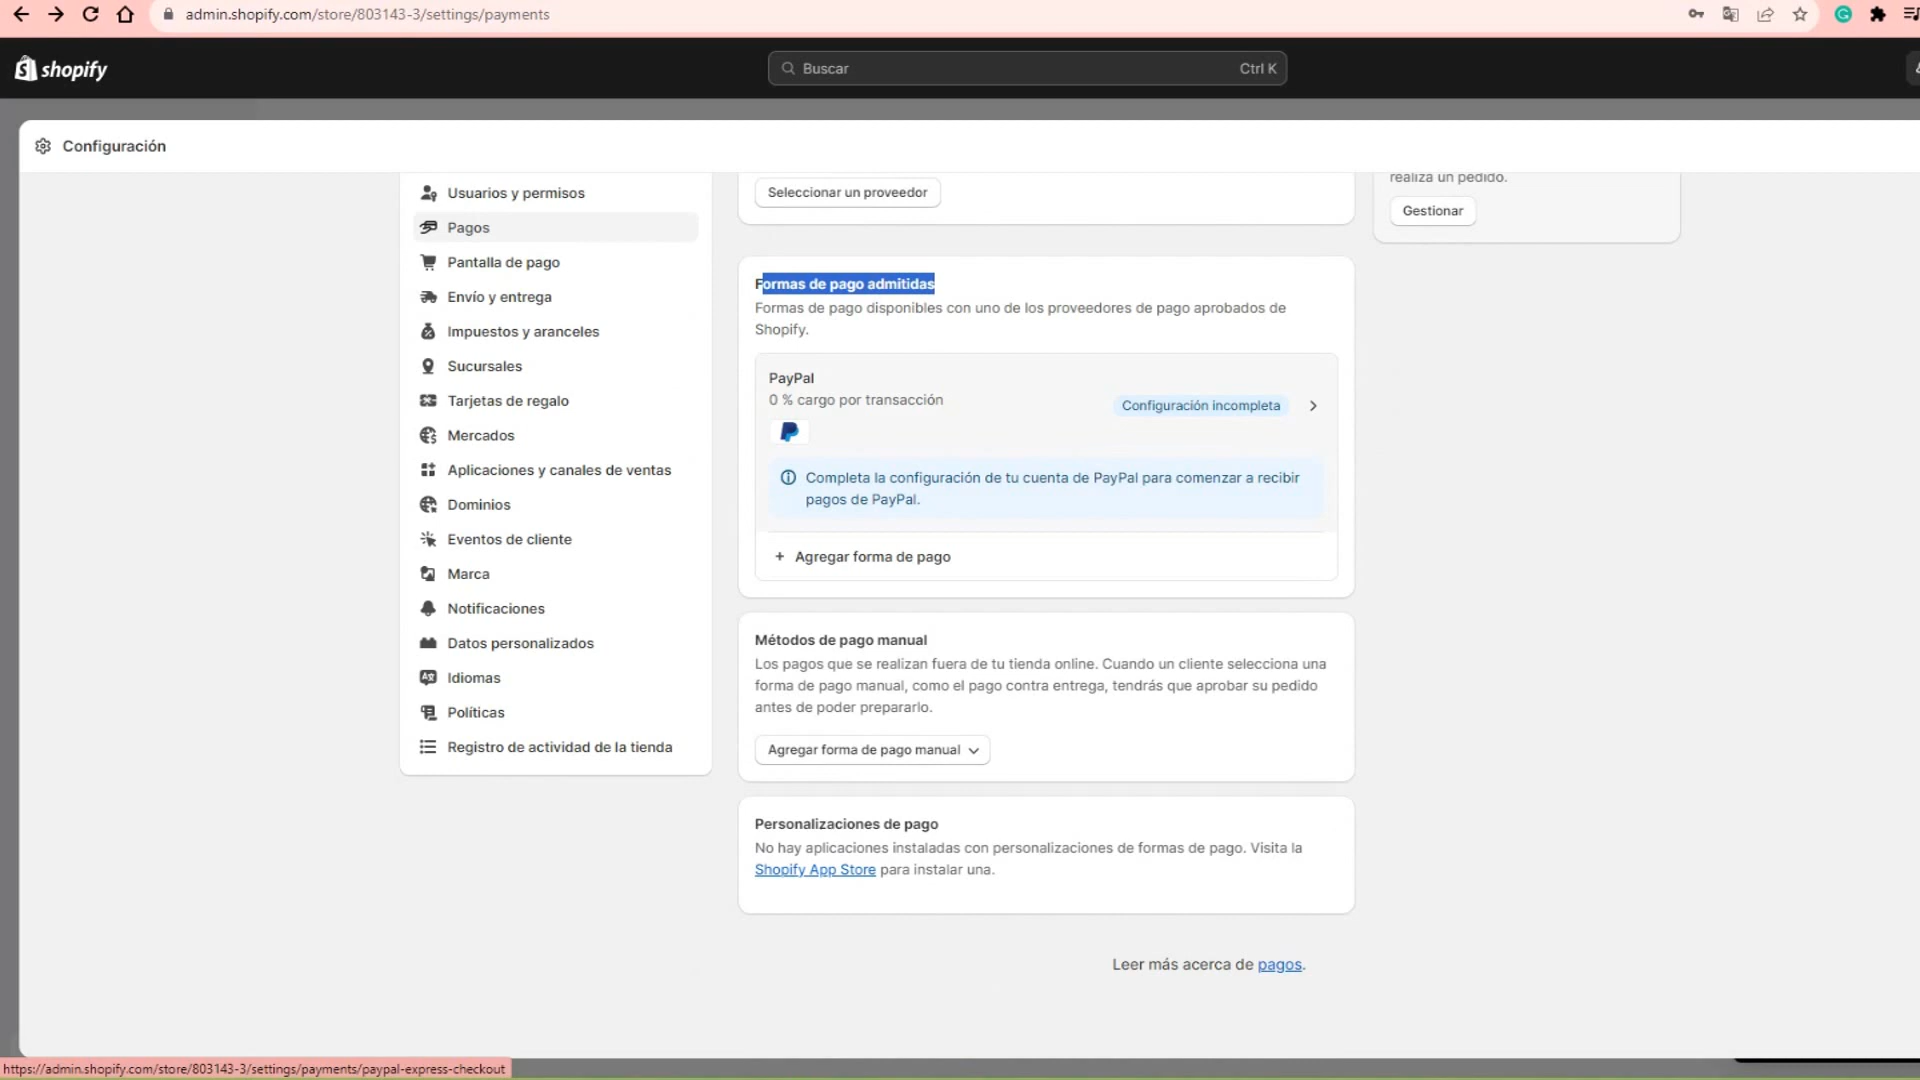 admin.shopify.com/store/803143-3/settings/payments
shopify
Buscar
Ctrl K
Configuración
Usuarios y permisos
Pagos
Pantalla de pago
Envío y entrega
Impuestos y aranceles
Sucursales
Tarjetas de regalo
Mercados
Aplicaciones y canales de ventas
Dominios
Eventos de cliente
Marca
Notificaciones
Datos personalizados
Idiomas
Políticas
Registro de actividad de la tienda
Seleccionar un proveedor
Formas de pago admitidas
Formas de pago disponibles con uno de los proveedores de pago aprobados de
Shopify.
PayPal
0 % cargo por transacción
Configuración incompleta
Completa la configuración de tu cuenta de PayPal para comenzar a recibir
pagos de PayPal.
+ Agregar forma de pago
Métodos de pago manual
Los pagos que se realizan fuera de tu tienda online. Cuando un cliente selecciona una
forma de pago manual, como el pago contra entrega, tendrás que aprobar su pedido
antes de poder prepararlo.
Agregar forma de pago manual
Personalizaciones de pago
No hay aplicaciones instaladas con personalizaciones de formas de pago. Visita la
Shopify App Store para instalar una.
Leer más acerca de pagos.
realiza un pedido.
Gestionar
https://admin.shopify.com/store/803143-3/settings/payments/paypal-express-checkout